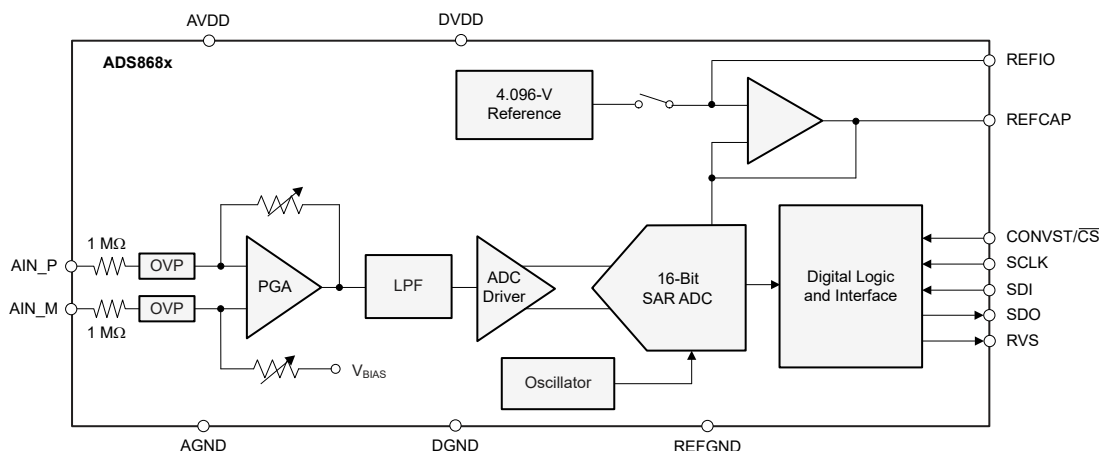 AVDD
DVDD
ADS868x
REFIO
4.096-V
Reference
REFCAP
1 MΩ
AIN_P
OVP
PGA
LPF
ADC
Driver
16-Bit
SAR ADC
Digital Logic
and Interface
CONVST/C̅S̅
SCLK
SDI
SDO
RVS
AIN_M
OVP
1 MΩ
VBIAS
Oscillator
AGND
DGND
REFGND